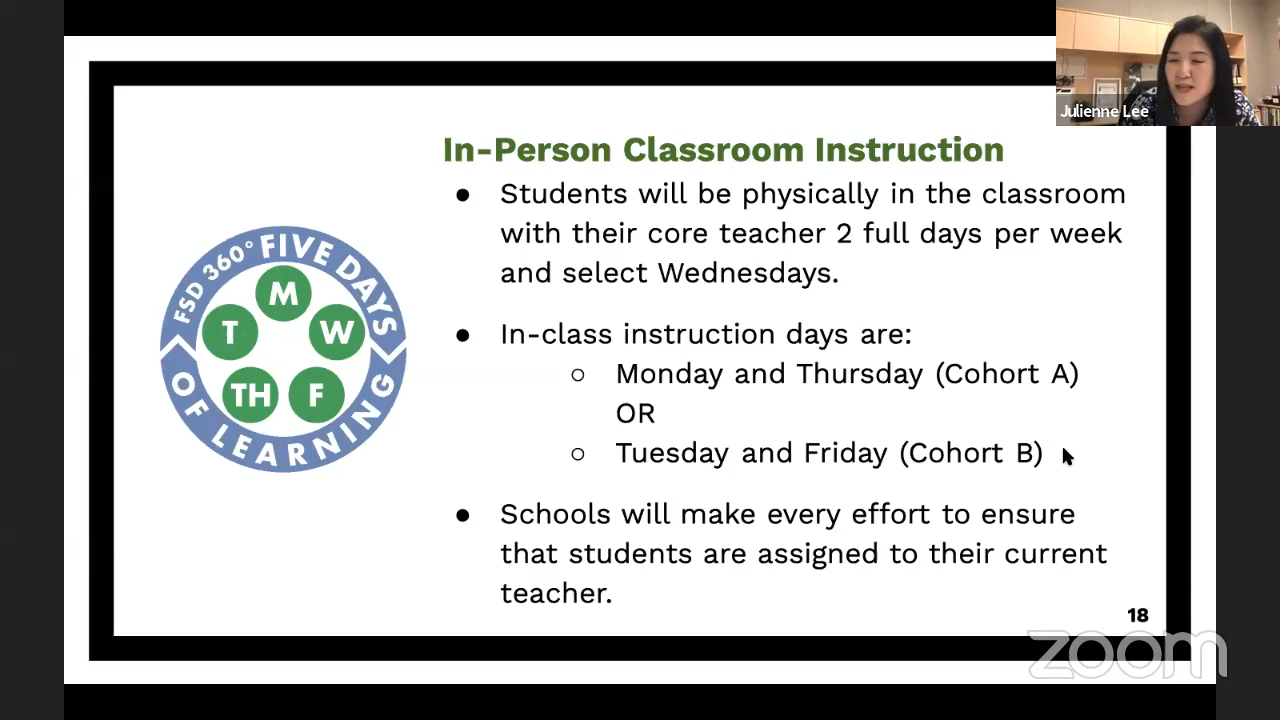 Julienne Lee
In-Person Classroom Instruction
● Students will be physically in the classroom
with their core teacher 2 full days per week
and select Wednesdays.
● In-class instruction days are:
○ Monday and Thursday (Cohort A)
OR
○ Tuesday and Friday (Cohort B)
● Schools will make every effort to ensure
that students are assigned to their current
teacher.
FSD 360° FIVE DAYS
OF LEARNING
M
T
W
TH
F
18
zoom